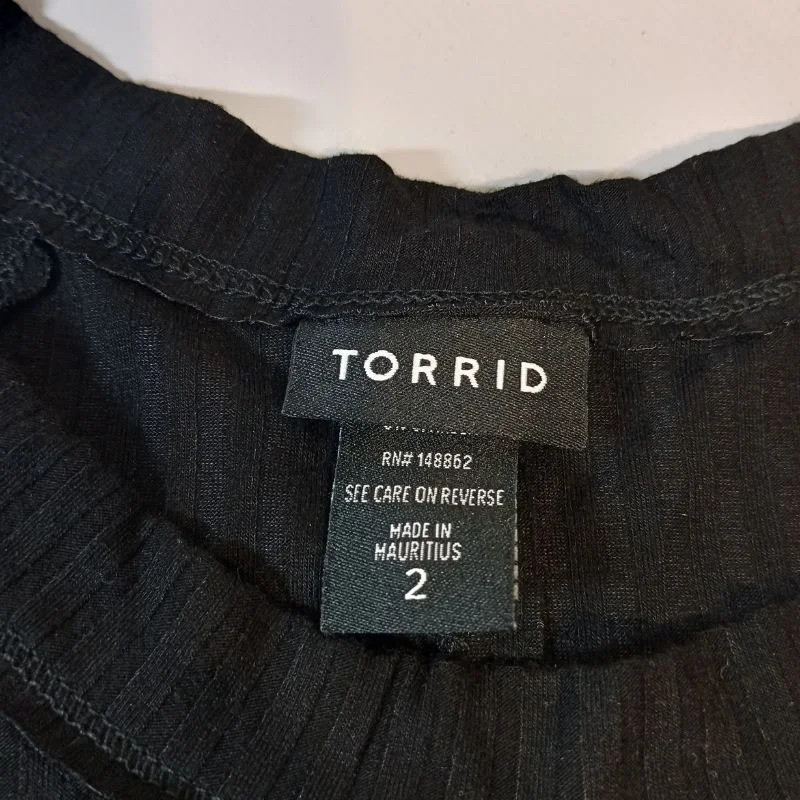 TORRID
RN# 148862
SEE CARE ON REVERSE
MADE IN
MAURITIUS
2